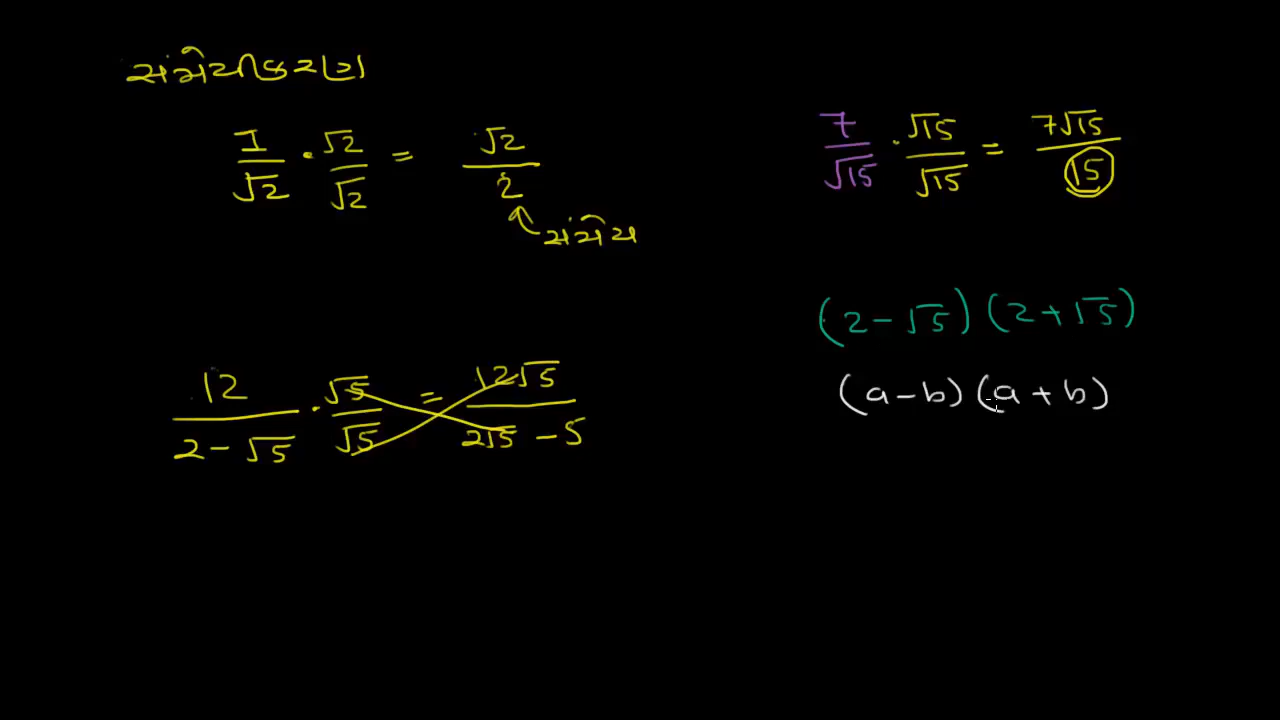 સંમેયીકરણ
1/√2 · √2/√2 = √2/2
સંમેય
7/√15 · √15/√15 = 7√15/15
(2 - √5) (2 + √5)
(a - b) (a + b)
12/(2 - √5) · √5/√5 = 12√5/(2√5 - 5)